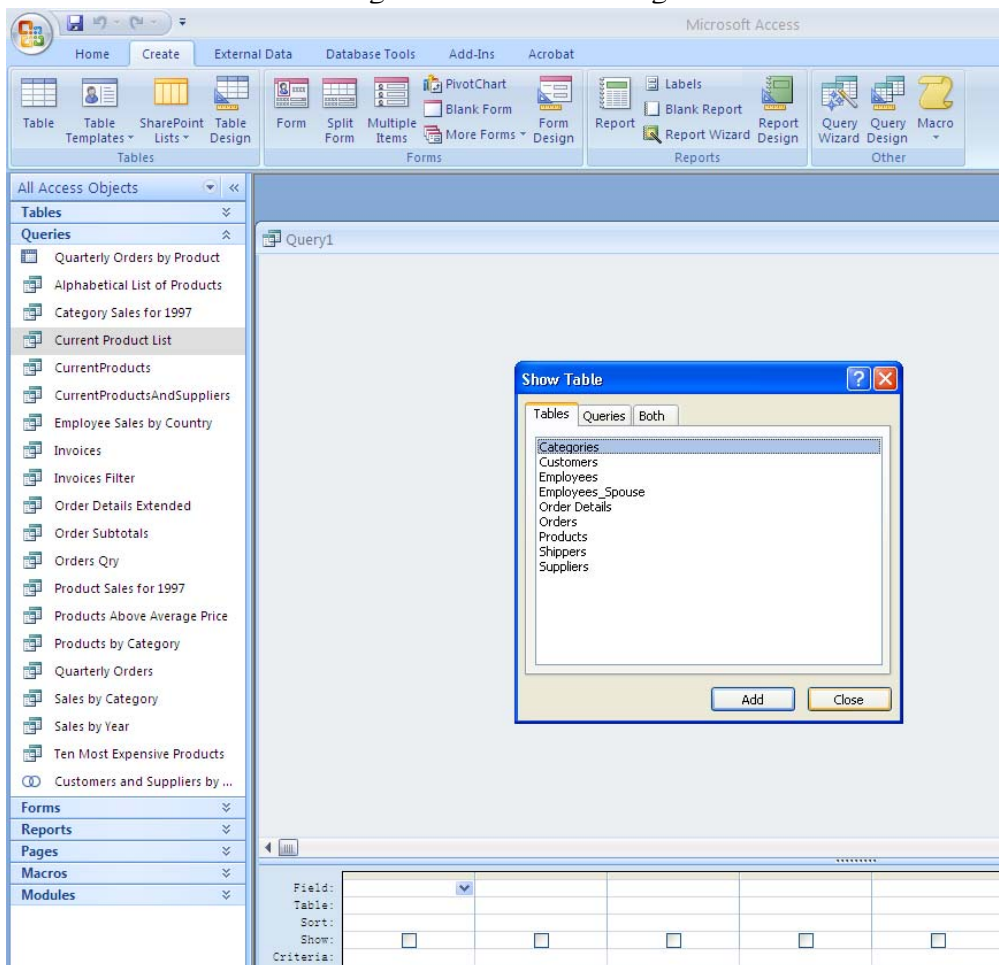 Microsoft Access
Home Create External Data Database Tools Add-Ins Acrobat
Table
Table Templates
SharePoint Lists
Table Design
Tables
Form
Split Form
Multiple Items
PivotChart
Blank Form
More Forms
Form Design
Forms
Report
Labels
Blank Report
Report Wizard
Report Design
Reports
Query Wizard
Query Design
Macro
Other
All Access Objects
Tables
Queries
Quarterly Orders by Product
Alphabetical List of Products
Category Sales for 1997
Current Product List
CurrentProducts
CurrentProductsAndSuppliers
Employee Sales by Country
Invoices
Invoices Filter
Order Details Extended
Order Subtotals
Orders Qry
Product Sales for 1997
Products Above Average Price
Products by Category
Quarterly Orders
Sales by Category
Sales by Year
Ten Most Expensive Products
Customers and Suppliers by ...
Forms
Reports
Pages
Macros
Modules
Query1
Show Table
Tables Queries Both
Categories
Customers
Employees
Employees_Spouse
Order Details
Orders
Products
Shippers
Suppliers
Add Close
Field:
Table:
Sort:
Show:
Criteria: